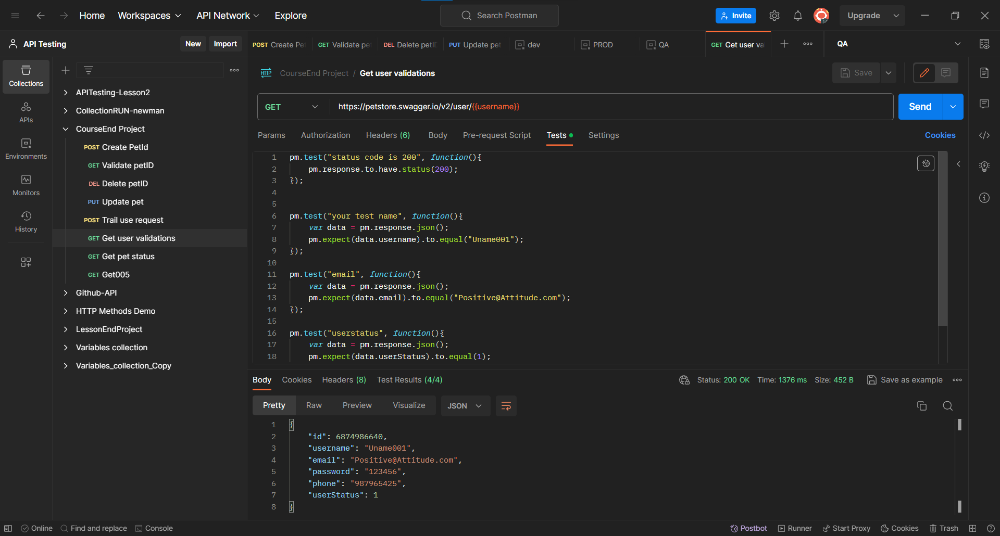 Home Workspaces API Network Explore Search Postman Invite Upgrade
API Testing New Import
POST Create Pe GET Validate pe DEL Delete petI PUT Update pet dev PROD QA GET Get user va QA
Collections
APIs
Environments
Monitors
History
APITesting-Lesson2
CollectionRUN-newman
CourseEnd Project
POST Create PetId
GET Validate petID
DEL Delete petID
PUT Update pet
POST Trail use request
GET Get user validations
GET Get pet status
GET Get005
Github-API
HTTP Methods Demo
LessonEndProject
Variables collection
Variables_collection_Copy
HTTP CourseEnd Project / Get user validations Save
GET https://petstore.swagger.io/v2/user/{{username}} Send
Params Authorization Headers (6) Body Pre-request Script Tests Settings Cookies
1 pm.test("status code is 200", function(){
2 pm.response.to.have.status(200);
3 });
4
5
6 pm.test("your test name", function(){
7 var data = pm.response.json();
8 pm.expect(data.username).to.equal("Uname001");
9 });
10
11 pm.test("email", function(){
12 var data = pm.response.json();
13 pm.expect(data.email).to.equal("Positive@Attitude.com");
14 });
15
16 pm.test("userstatus", function(){
17 var data = pm.response.json();
18 pm.expect(data.userStatus).to.equal(1);
Body Cookies Headers (8) Test Results (4/4) Status: 200 OK Time: 1376 ms Size: 452 B Save as example
Pretty Raw Preview Visualize JSON
1 {
2 "id": 6874986640,
3 "username": "Uname001",
4 "email": "Positive@Attitude.com",
5 "password": "123456",
6 "phone": "987965425",
7 "userStatus": 1
8 }
Online Find and replace Console Postbot Runner Start Proxy Cookies Trash